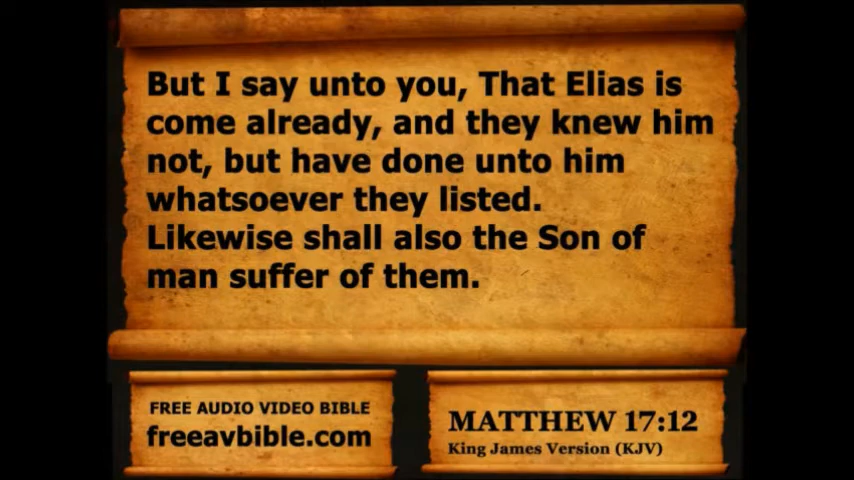 But I say unto you, That Elias is
come already, and they knew him
not, but have done unto him
whatsoever they listed.
Likewise shall also the Son of
man suffer of them.
FREE AUDIO VIDEO BIBLE
freeavbible.com
MATTHEW 17:12
King James Version (KJV)